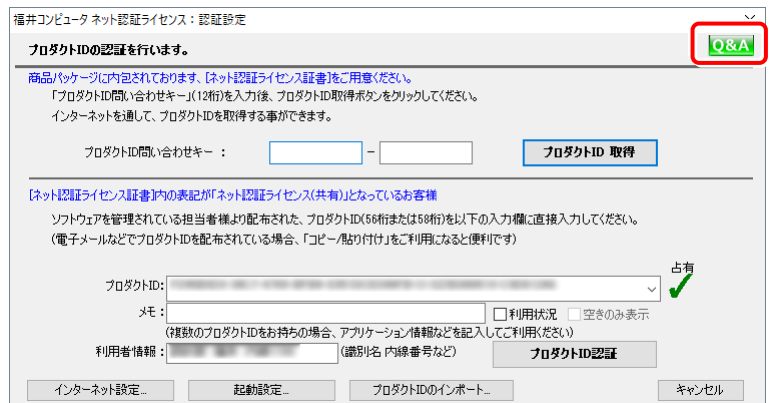 福井コンピュータ ネット認証ライセンス：認証設定
プロダクトIDの認証を行います。
Q&A
商品パッケージに内包されております、[ネット認証ライセンス証書]をご用意ください。
「プロダクトID問い合わせキー」(12桁)を入力後、プロダクトID取得ボタンをクリックしてください。
インターネットを通して、プロダクトIDを取得する事ができます。
プロダクトID問い合わせキー ： － プロダクトID 取得
[ネット認証ライセンス証書]内の表記が「ネット認証ライセンス(共有)」となっているお客様
ソフトウェアを管理されている担当者様より配布された、プロダクトID(56桁または58桁)を以下の入力欄に直接入力してください。
(電子メールなどでプロダクトIDを配布されている場合、「コピー/貼り付け」をご利用になると便利です)
プロダクトID: 占有
メモ： 利用状況 空きのみ表示
(複数のプロダクトIDをお持ちの場合、アプリケーション情報などを記入してご利用ください)
利用者情報： (識別名 内線番号など) プロダクトID認証
インターネット設定... 起動設定... プロダクトIDのインポート... キャンセル